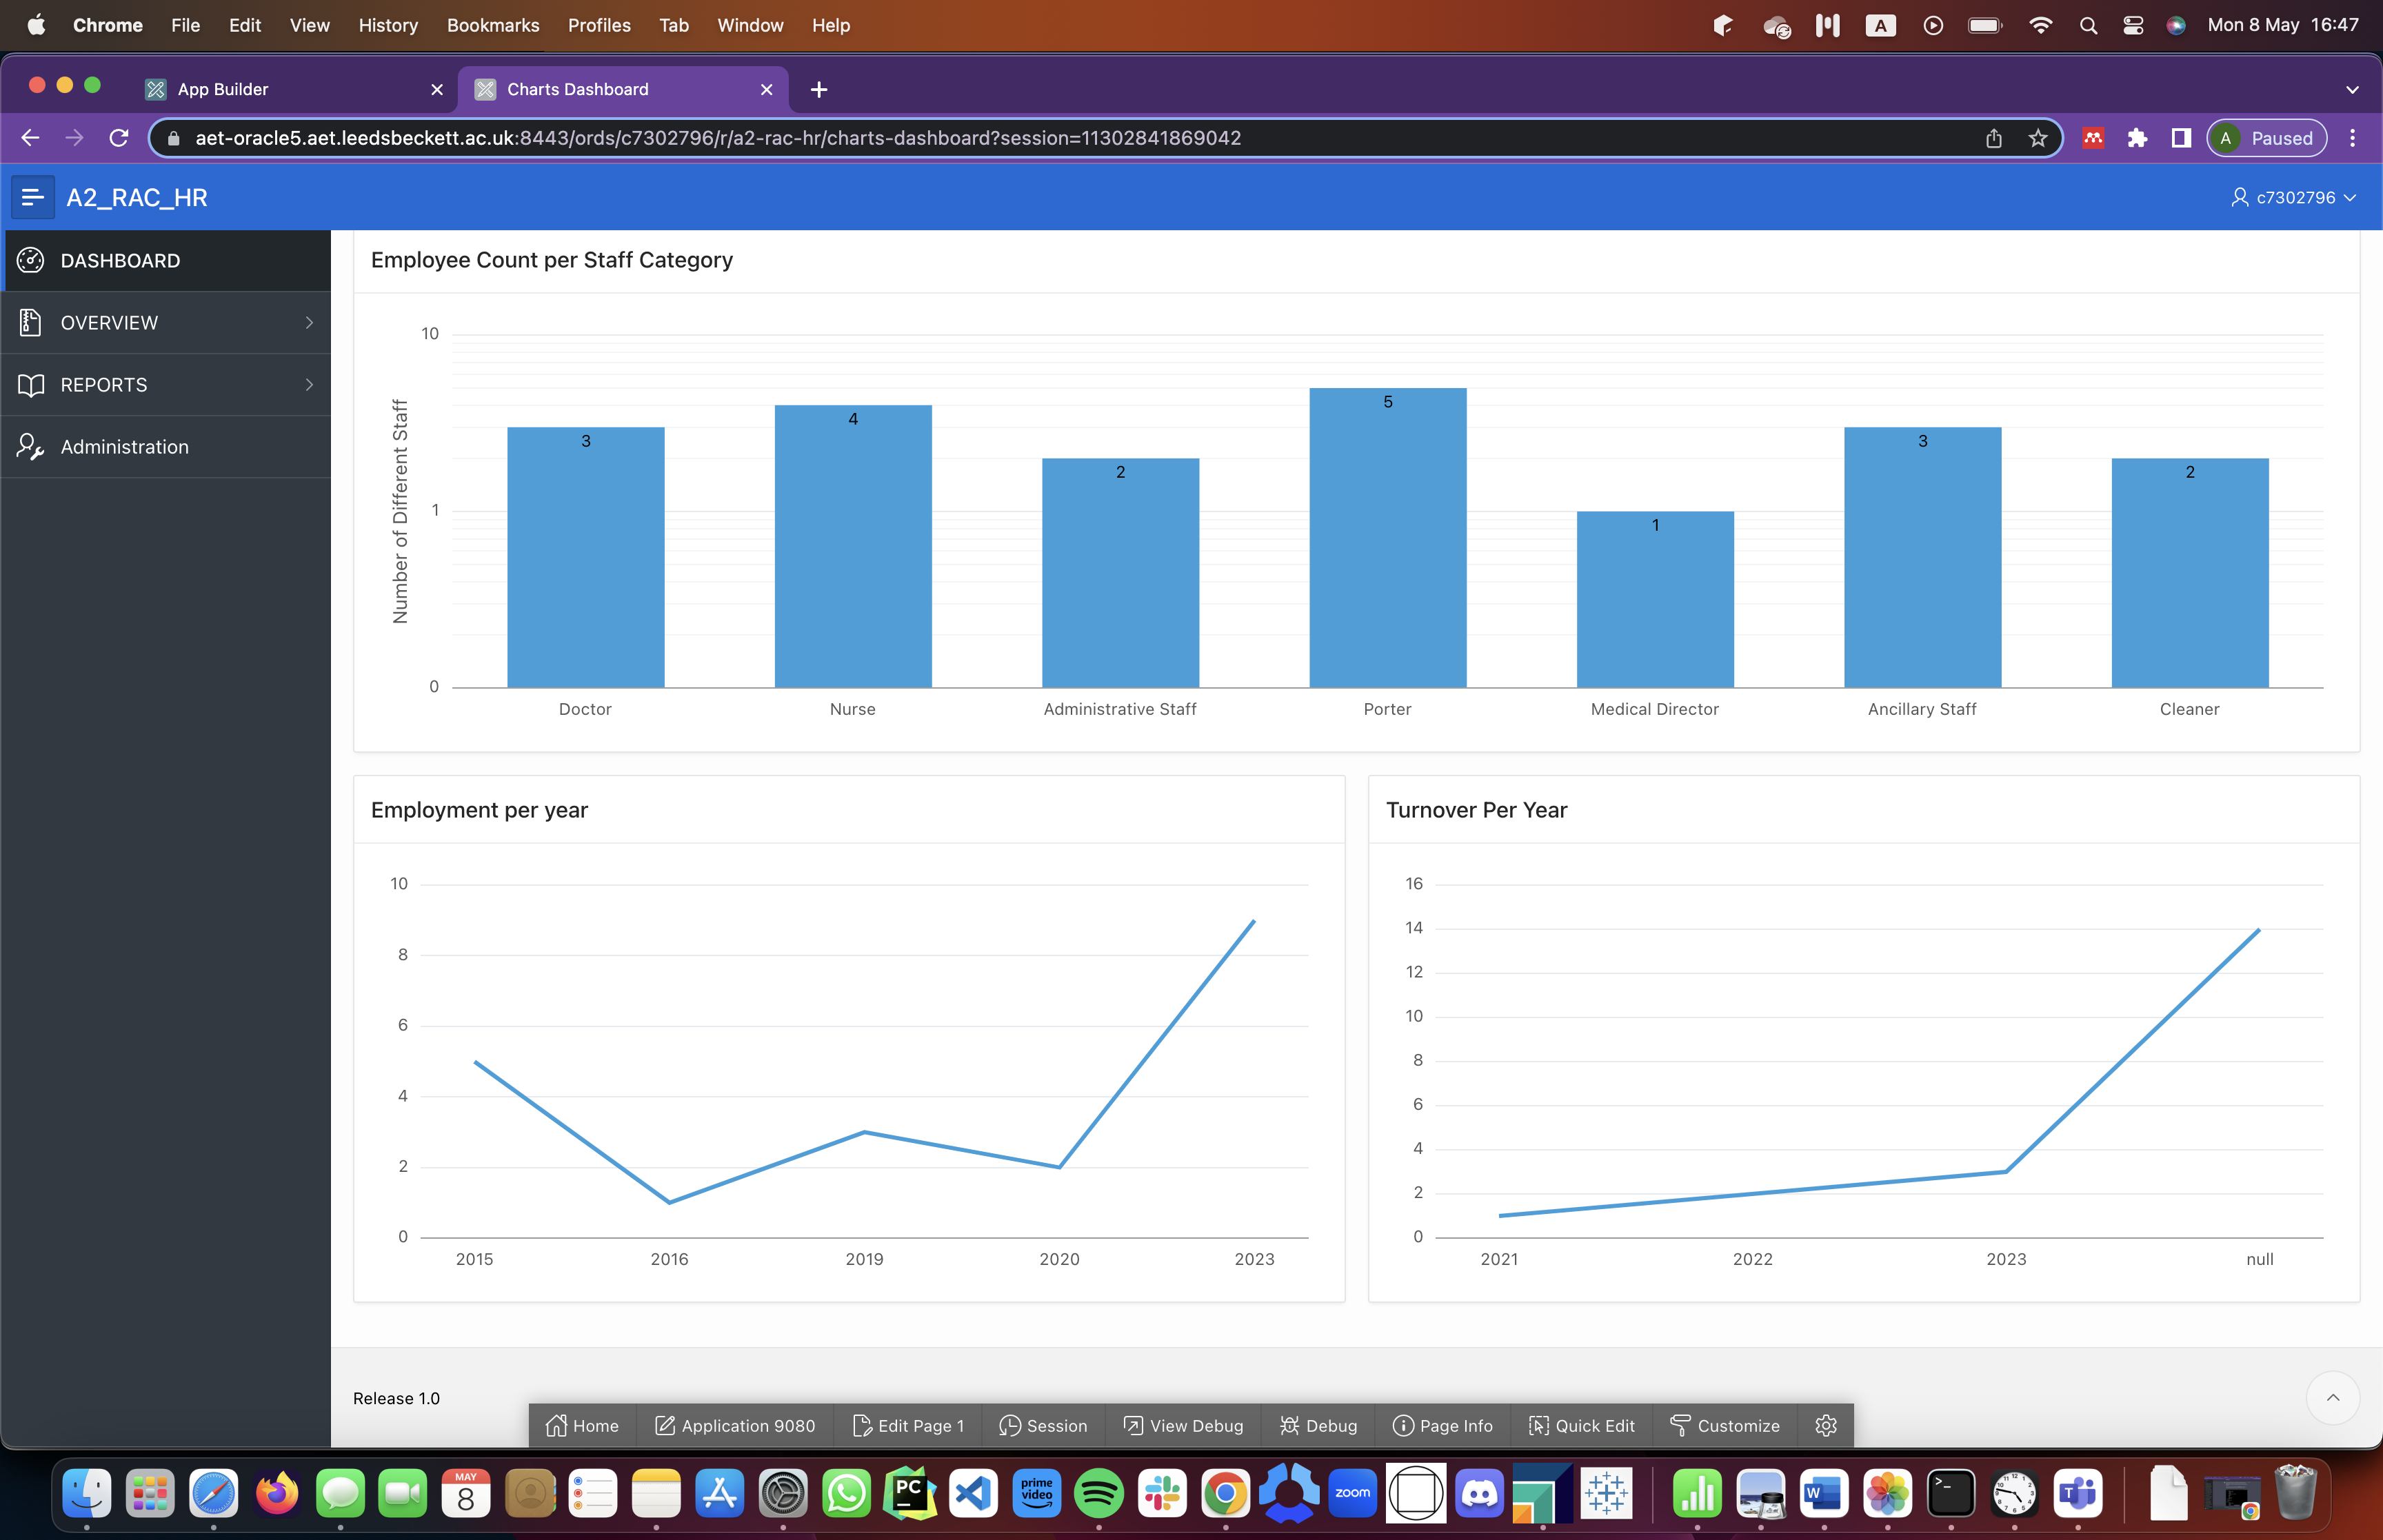 Chrome File Edit View History Bookmarks Profiles Tab Window Help
A
Mon 8 May 16:47
App Builder
Charts Dashboard
aet-oracle5.aet.leedsbeckett.ac.uk:8443/ords/c7302796/r/a2-rac-hr/charts-dashboard?session=11302841869042
A Paused
A2_RAC_HR
c7302796
DASHBOARD
OVERVIEW
REPORTS
Administration
Employee Count per Staff Category
Number of Different Staff
10
1
0
3
4
2
5
1
3
2
Doctor Nurse Administrative Staff Porter Medical Director Ancillary Staff Cleaner
Employment per year
10
8
6
4
2
0
2015 2016 2019 2020 2023
Turnover Per Year
16
14
12
10
8
6
4
2
0
2021 2022 2023 null
Release 1.0
Home Application 9080 Edit Page 1 Session View Debug Debug Page Info Quick Edit Customize
MAY
8
PC
prime
video
zoom
W
>_
T